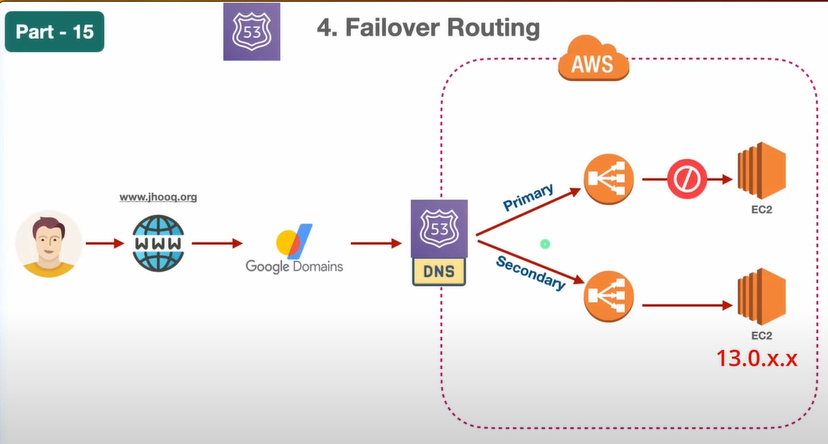 Part - 15
53
4. Failover Routing
AWS
www.jhooq.org
WWW
Google Domains
53
DNS
Primary
Secondary
EC2
EC2
13.0.x.x